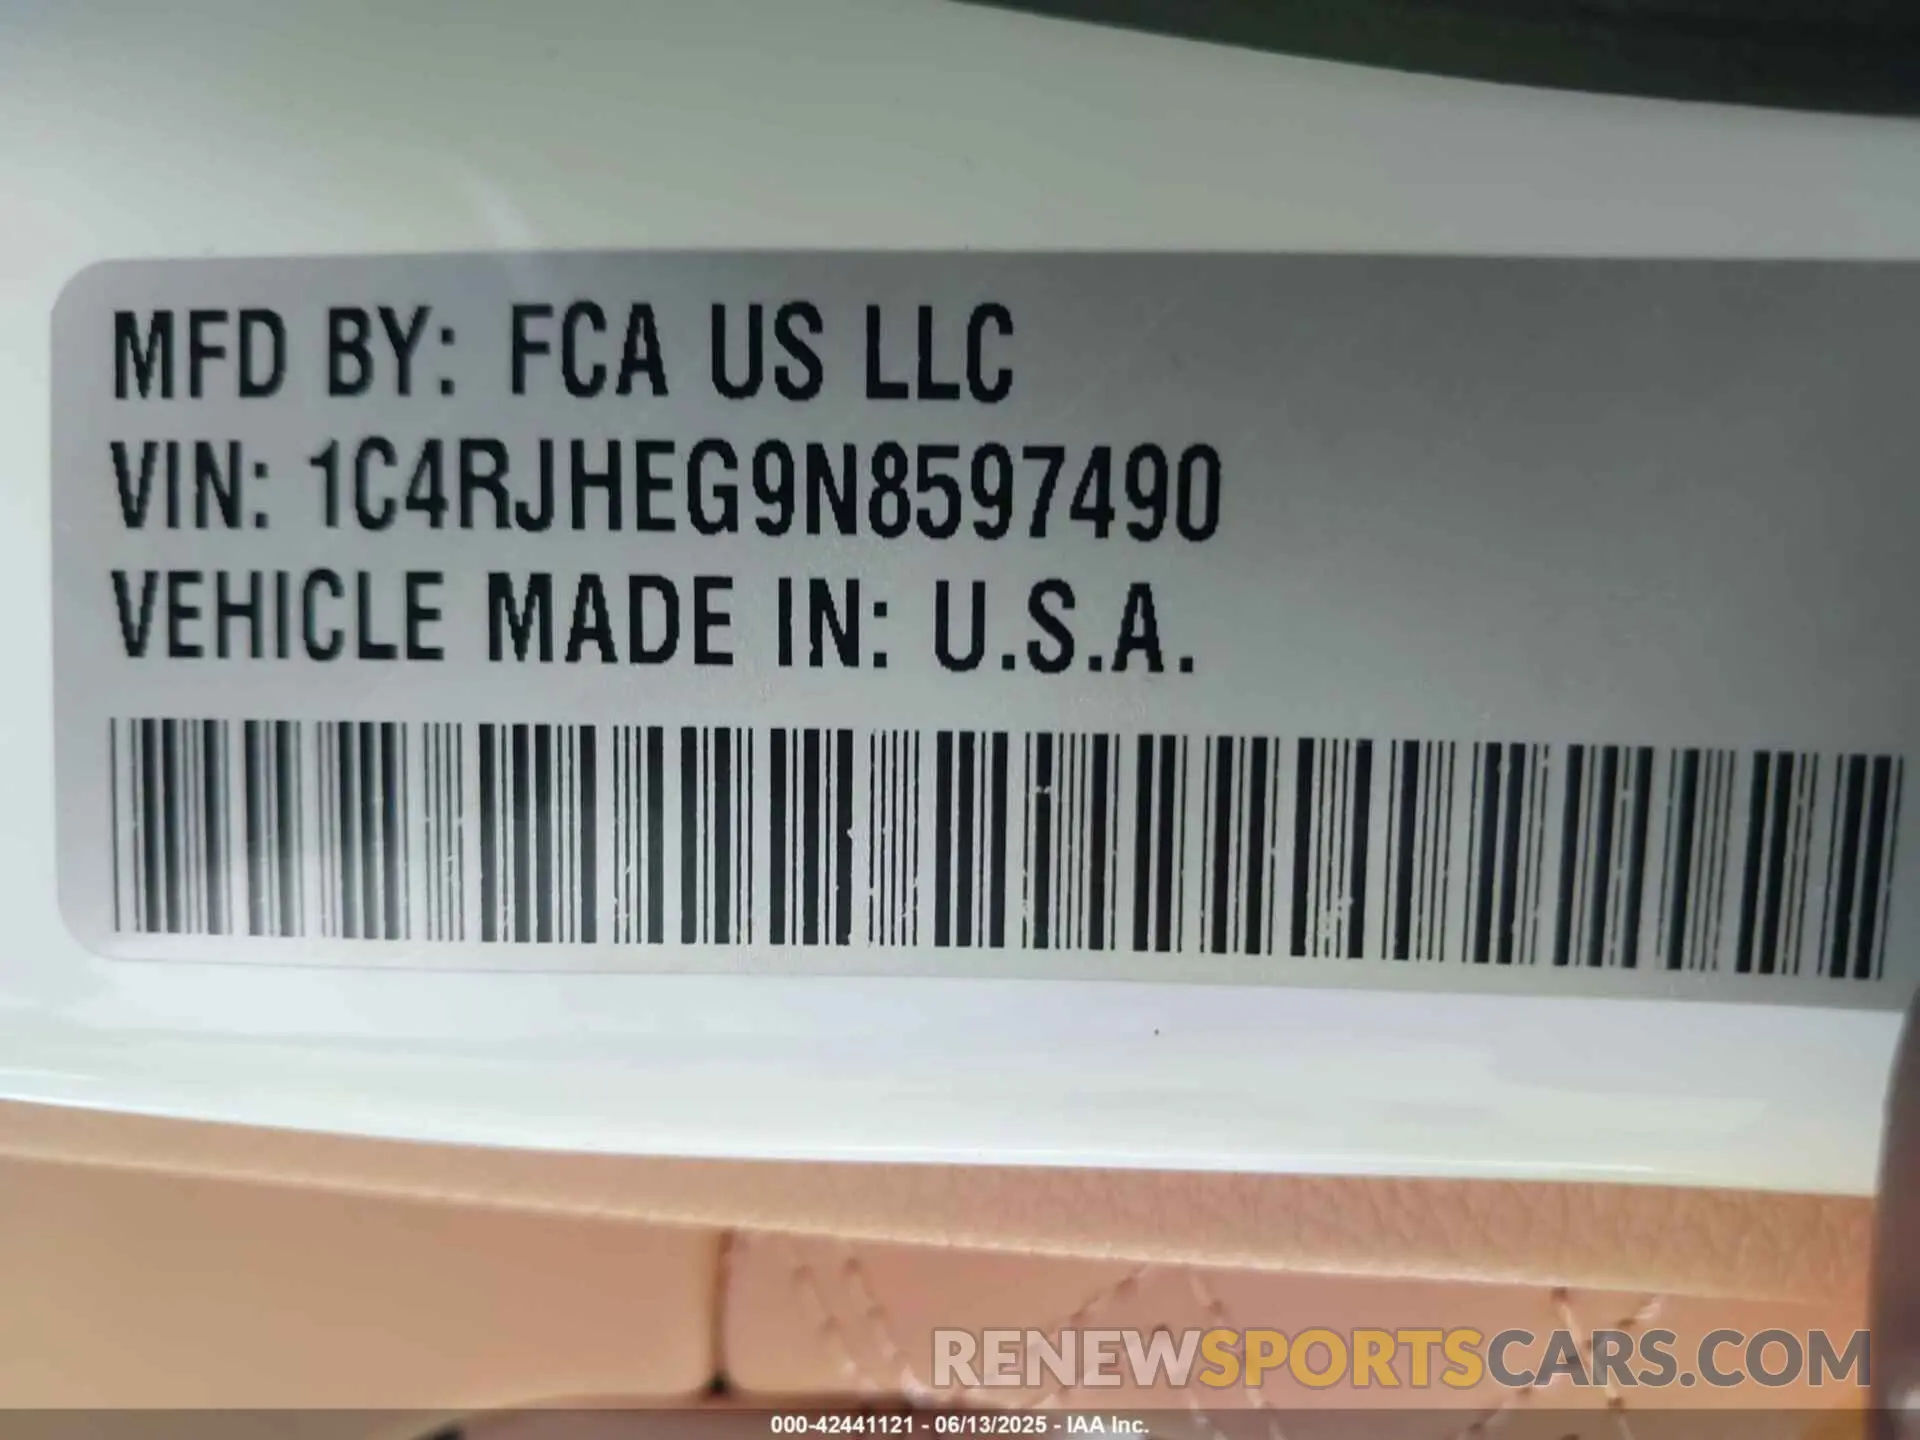 MFD BY: FCA US LLC
VIN: 1C4RJHEG9N8597490
VEHICLE MADE IN: U.S.A.
RENEWSPORTSCARS.COM
000-42441121 - 06/13/2025 - IAA Inc.